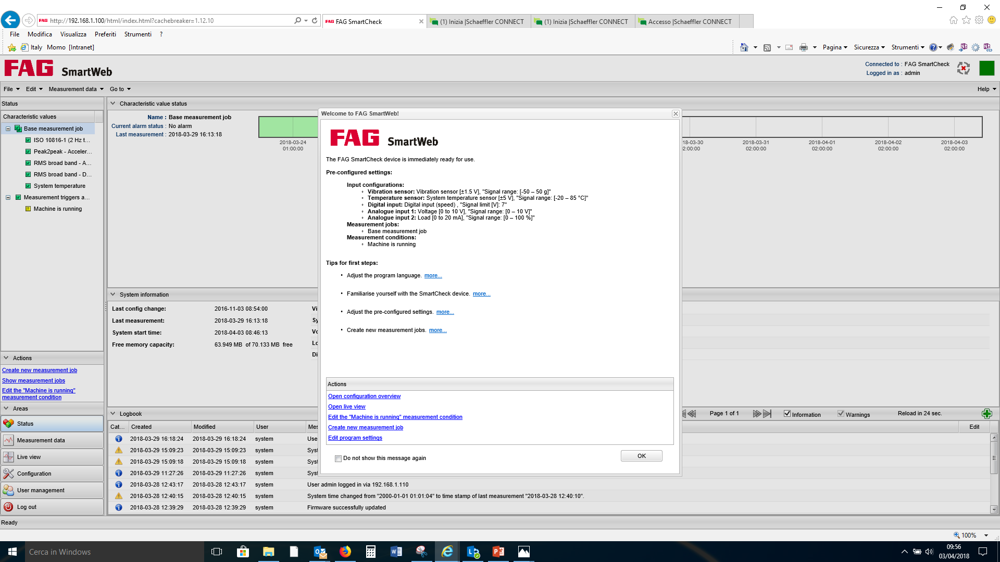 FAG http://192.168.1.100/html/index.html?cachebreaker=1.12.10
FAG FAG SmartCheck
(1) Inizia |Schaeffler CONNECT
(1) Inizia |Schaeffler CONNECT
Accesso |Schaeffler CONNECT
File Modifica Visualizza Preferiti Strumenti ?
Italy Momo [Intranet]
Pagina Sicurezza Strumenti
FAG SmartWeb
Connected to : FAG SmartCheck
Logged in as : admin
File Edit Measurement data Go to Help
Status
Characteristic values
Base measurement job
ISO 10816-1 (2 Hz t...
Peak2peak - Acceler...
RMS broad band - A...
RMS broad band - D...
System temperature
Measurement triggers a...
Machine is running
Actions
Create new measurement job
Show measurement jobs
Edit the "Machine is running"
measurement condition
Areas
Status
Measurement data
Live view
Configuration
User management
Log out
Characteristic value status
Name : Base measurement job
Current alarm status : No alarm
Last measurement : 2018-03-29 16:13:18
2018-03-24
01:00:00
18-03-30
2:00:00
2018-03-31
02:00:00
2018-04-01
02:00:00
2018-04-02
02:00:00
2018-04-03
02:00:00
System information
Last config change: 2016-11-03 08:54:00 Vi
Last measurement: 2018-03-29 16:13:18 Sy
System start time: 2018-04-03 08:46:13 Vo
Free memory capacity: 63.949 MB of 70.133 MB free Lo
Di
Welcome to FAG SmartWeb!
FAG SmartWeb
The FAG SmartCheck device is immediately ready for use.
Pre-configured settings:
Input configurations:
Vibration sensor: Vibration sensor [±1.5 V], "Signal range: [-50 – 50 g]"
Temperature sensor: System temperature sensor [±5 V], "Signal range: [-20 – 85 °C]"
Digital input: Digital input (speed) , "Signal limit [V]: 7"
Analogue input 1: Voltage [0 to 10 V], "Signal range: [0 – 10 V]"
Analogue input 2: Load [0 to 20 mA], "Signal range: [0 – 100 %]"
Measurement jobs:
Base measurement job
Measurement conditions:
Machine is running
Tips for first steps:
• Adjust the program language. more...
• Familiarise yourself with the SmartCheck device. more...
• Adjust the pre-configured settings. more...
• Create new measurement jobs. more...
Actions
Open configuration overview
Open live view
Edit the "Machine is running" measurement condition
Create new measurement job
Edit program settings
Do not show this message again
OK
Logbook
Page 1 of 1 Information Warnings Reload in 24 sec.
Cat... Created Modified User Mes Edit
2018-03-29 16:18:24 2018-03-29 16:18:24 system Use
2018-03-29 15:09:23 2018-03-29 15:09:23 system Syst
2018-03-29 15:09:18 2018-03-29 15:09:18 system Syst
2018-03-29 11:27:26 2018-03-29 11:27:26 system Syst
2018-03-28 12:43:17 2018-03-28 12:43:17 system User admin logged in via 192.168.1.110
2018-03-28 12:40:15 2018-03-28 12:40:15 system System time changed from "2000-01-01 01:01:04" to time stamp of last measurement "2018-03-28 12:40:10".
2018-03-28 12:39:29 2018-03-28 12:39:29 system Firmware successfully updated
Ready
100%
Cerca in Windows
09:56
03/04/2018